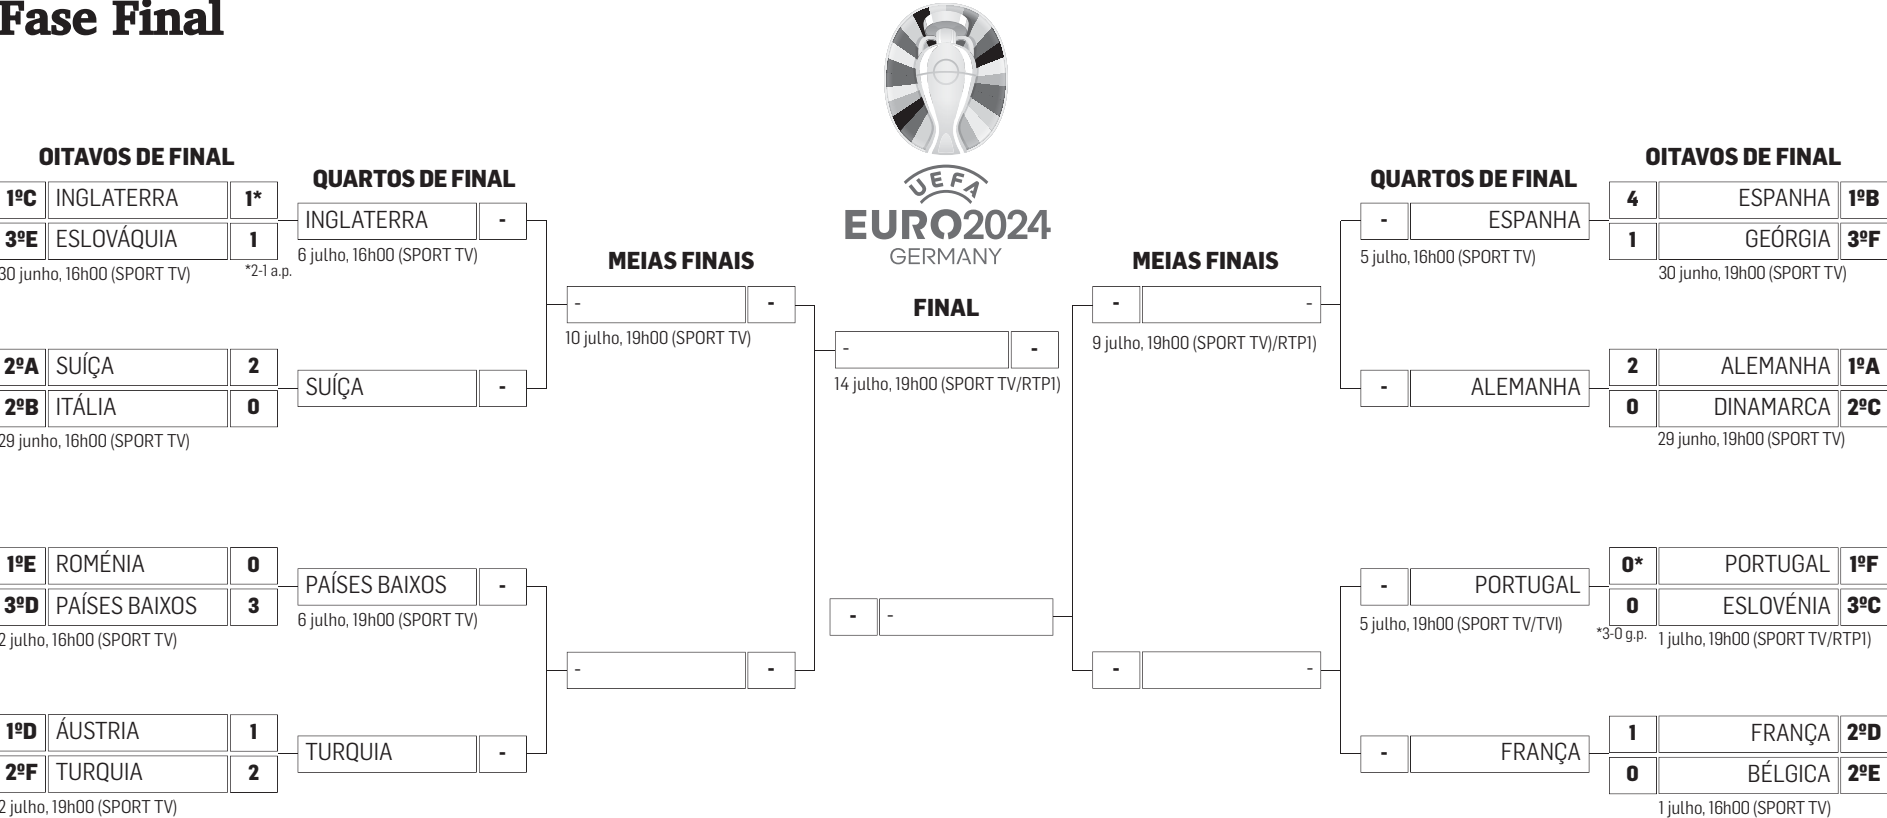 Fase Final
OITAVOS DE FINAL
1ºC INGLATERRA 1*
3ºE ESLOVÁQUIA 1
30 junho, 16h00 (SPORT TV) *2-1 a.p.
2ºA SUÍÇA 2
2ºB ITÁLIA 0
29 junho, 16h00 (SPORT TV)
1ºE ROMÉNIA 0
3ºD PAÍSES BAIXOS 3
2 julho, 16h00 (SPORT TV)
1ºD ÁUSTRIA 1
2ºF TURQUIA 2
2 julho, 19h00 (SPORT TV)
QUARTOS DE FINAL
INGLATERRA -
6 julho, 16h00 (SPORT TV)
SUÍÇA -
PAÍSES BAIXOS -
6 julho, 19h00 (SPORT TV)
TURQUIA -
MEIAS FINAIS
- -
10 julho, 19h00 (SPORT TV)
- -
UEFA
EURO2024
GERMANY
FINAL
- -
14 julho, 19h00 (SPORT TV/RTP1)
- -
MEIAS FINAIS
- -
9 julho, 19h00 (SPORT TV)/RTP1)
- -
QUARTOS DE FINAL
- ESPANHA
5 julho, 16h00 (SPORT TV)
- ALEMANHA
- PORTUGAL
5 julho, 19h00 (SPORT TV/TVI)
- FRANÇA
OITAVOS DE FINAL
4 ESPANHA 1ºB
1 GEÓRGIA 3ºF
30 junho, 19h00 (SPORT TV)
2 ALEMANHA 1ºA
0 DINAMARCA 2ºC
29 junho, 19h00 (SPORT TV)
0* PORTUGAL 1ºF
0 ESLOVÉNIA 3ºC
*3-0 g.p. 1 julho, 19h00 (SPORT TV/RTP1)
1 FRANÇA 2ºD
0 BÉLGICA 2ºE
1 julho, 16h00 (SPORT TV)